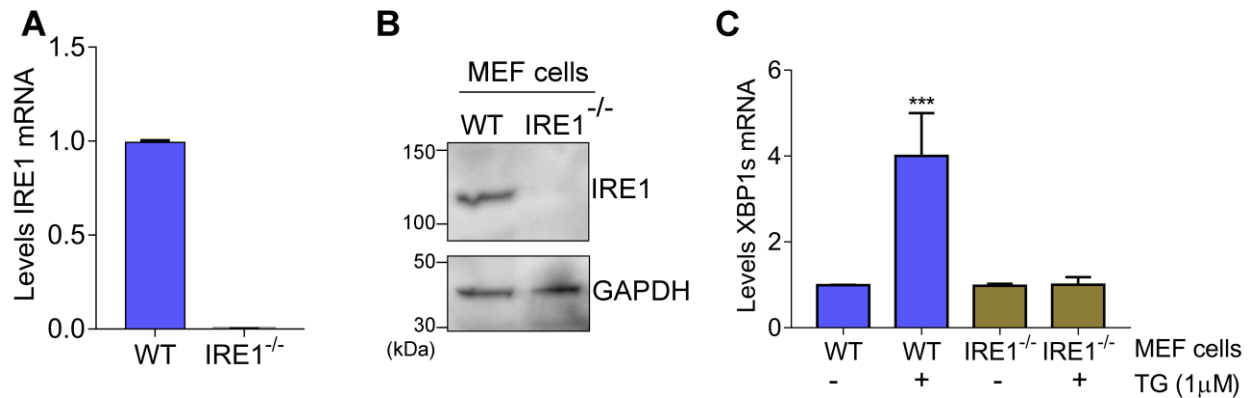 A
Levels IRE1 mRNA
1.5
1.0
0.5
0.0
WT IRE1-/-
B
MEF cells
WT IRE1-/-
150
100
IRE1
50
30
GAPDH
(kDa)
C
Levels XBP1s mRNA
6
4
2
0
***
WT WT IRE1-/- IRE1-/- MEF cells
- + - + TG (1μM)